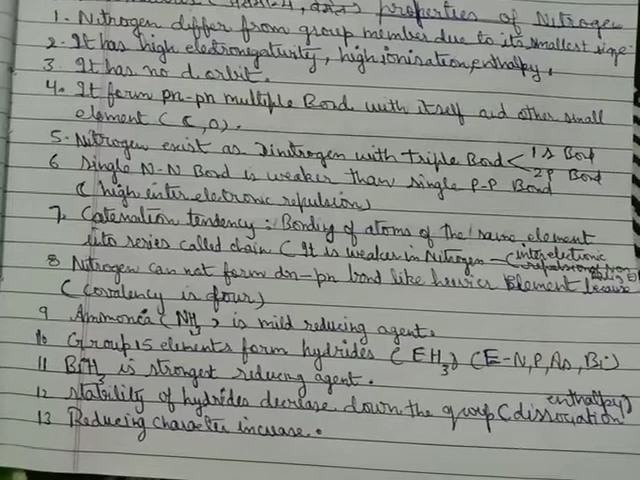 properties of Nitrogen
1. Nitrogen differ from group member due to its smallest size
2. It has high electronegaturity, high ionisation, enthalpy,
3. It has no d orbit.
4. It form pπ-pπ multiple Bond with itself and other small
element (C, O).
5. Nitrogen exist as Dinitrogen with triple Bond < 1 s Bond
2 p Bond
6 single N-N Bond is weaker than single P-P Bond
(high inter electronic repulsion)
7. Catenation tendency : Bonding of atoms of the same element
into series called chain (It is weaker in Nitrogen - (interelectronic
8 Nitrogen can not form dπ-pπ bond like heavier Element because
(Covalency is four)
9 Ammonia (NH3) is mild reducing agent.
10 Group 15 elements form hydrides (EH3) (E-N, P, As, Bi)
11 BiH3 is strongest reducing agent.
12 stability of hydrides decrease down the group (dissociation enthalpy)
13 Reducing character increase.